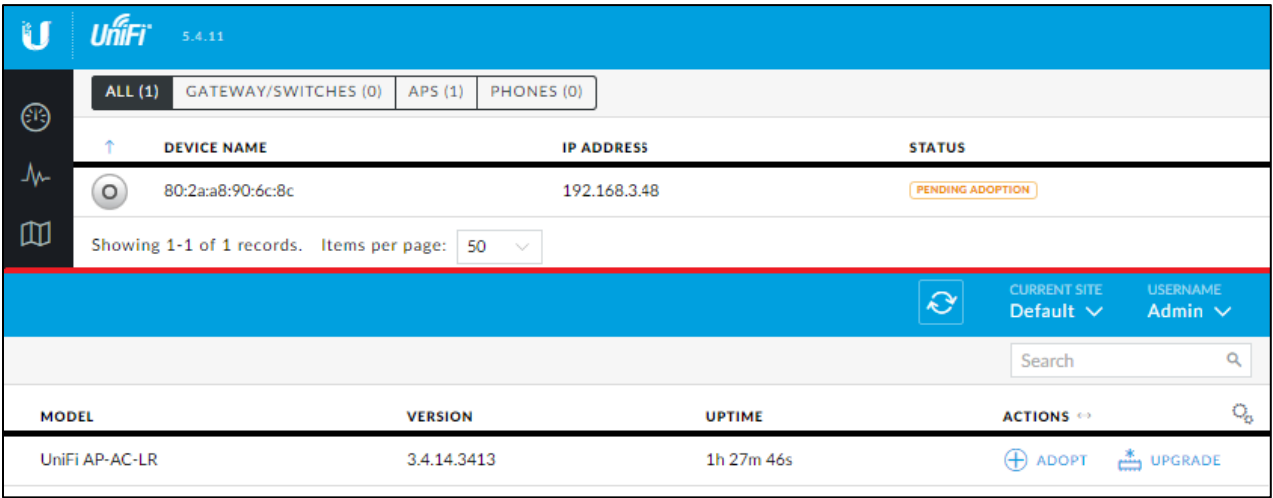 U UniFi 5.4.11
ALL (1) GATEWAY/SWITCHES (0) APS (1) PHONES (0)
DEVICE NAME IP ADDRESS STATUS
80:2a:a8:90:6c:8c 192.168.3.48 PENDING ADOPTION
Showing 1-1 of 1 records. Items per page: 50
CURRENT SITE USERNAME
Default Admin
Search
MODEL VERSION UPTIME ACTIONS
UniFi AP-AC-LR 3.4.14.3413 1h 27m 46s ADOPT UPGRADE